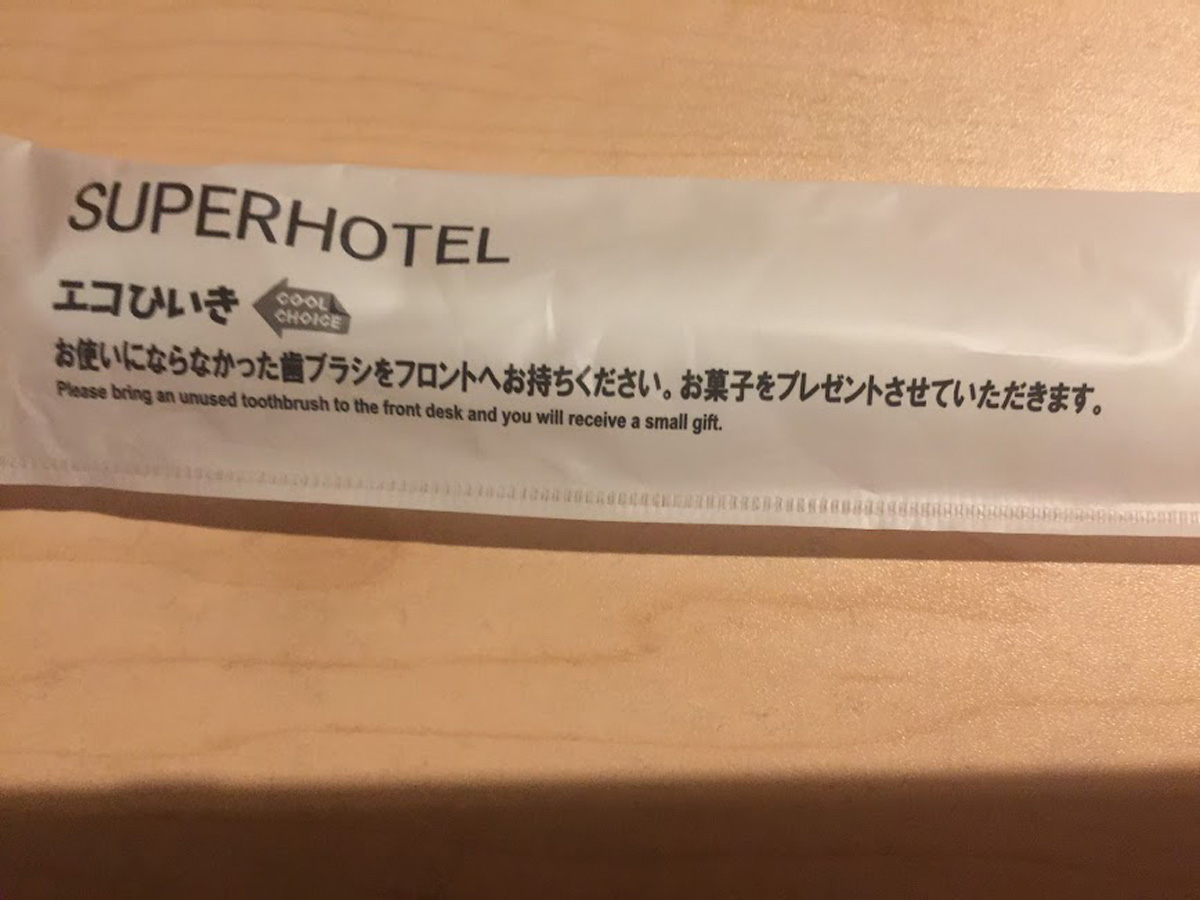 SUPERHOTEL
エコひいき COOL CHOICE
お使いにならなかった歯ブラシをフロントへお持ちください。お菓子をプレゼントさせていただきます。
Please bring an unused toothbrush to the front desk and you will receive a small gift.